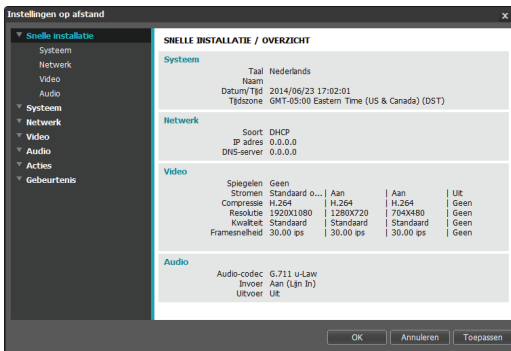 Instellingen op afstand
x
Snelle installatie
Systeem
Netwerk
Video
Audio
Systeem
Netwerk
Video
Audio
Acties
Gebeurtenis
SNELLE INSTALLATIE / OVERZICHT
Systeem
Taal Nederlands
Naam
Datum/Tijd 2014/06/23 17:02:01
Tijdszone GMT-05:00 Eastern Time (US & Canada) (DST)
Netwerk
Soort DHCP
IP adres 0.0.0.0
DNS-server 0.0.0.0
Video
Spiegelen Geen
Stromen Standaard o... | Aan | Aan | Uit
Compressie H.264 | H.264 | H.264 | Geen
Resolutie 1920X1080 | 1280X720 | 704X480 | Geen
Kwaliteit Standaard | Standaard | Standaard | Geen
Framesnelheid 30.00 ips | 30.00 ips | 30.00 ips | Geen
Audio
Audio-codec G.711 u-Law
Invoer Aan (Lijn In)
Uitvoer Uit
OK Annuleren Toepassen